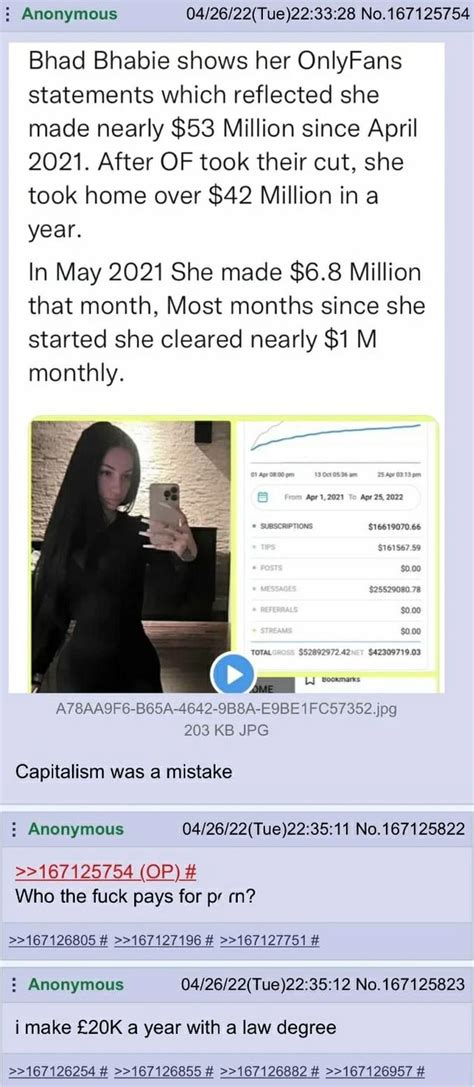 Anonymous 04/26/22(Tue)22:33:28 No.167125754
Bhad Bhabie shows her OnlyFans
statements which reflected she
made nearly $53 Million since April
2021. After OF took their cut, she
took home over $42 Million in a
year.
In May 2021 She made $6.8 Million
that month, Most months since she
started she cleared nearly $1 M
monthly.
01 Apr 08:00 pm 13 Oct 05:36 am 25 Apr 03:13 pm
From Apr 1, 2021 To Apr 25, 2022
SUBSCRIPTIONS $16619070.66
TIPS $161567.59
POSTS $0.00
MESSAGES $25529080.78
REFERRALS $0.00
STREAMS $0.00
TOTAL GROSS $52892972.42 NET $42309719.03
OME Bookmarks
A78AA9F6-B65A-4642-9B8A-E9BE1FC57352.jpg
203 KB JPG
Capitalism was a mistake
Anonymous 04/26/22(Tue)22:35:11 No.167125822
>>167125754 (OP) #
Who the fuck pays for p rn?
>>167126805 # >>167127196 # >>167127751 #
Anonymous 04/26/22(Tue)22:35:12 No.167125823
i make £20K a year with a law degree
>>167126254 # >>167126855 # >>167126882 # >>167126957 #